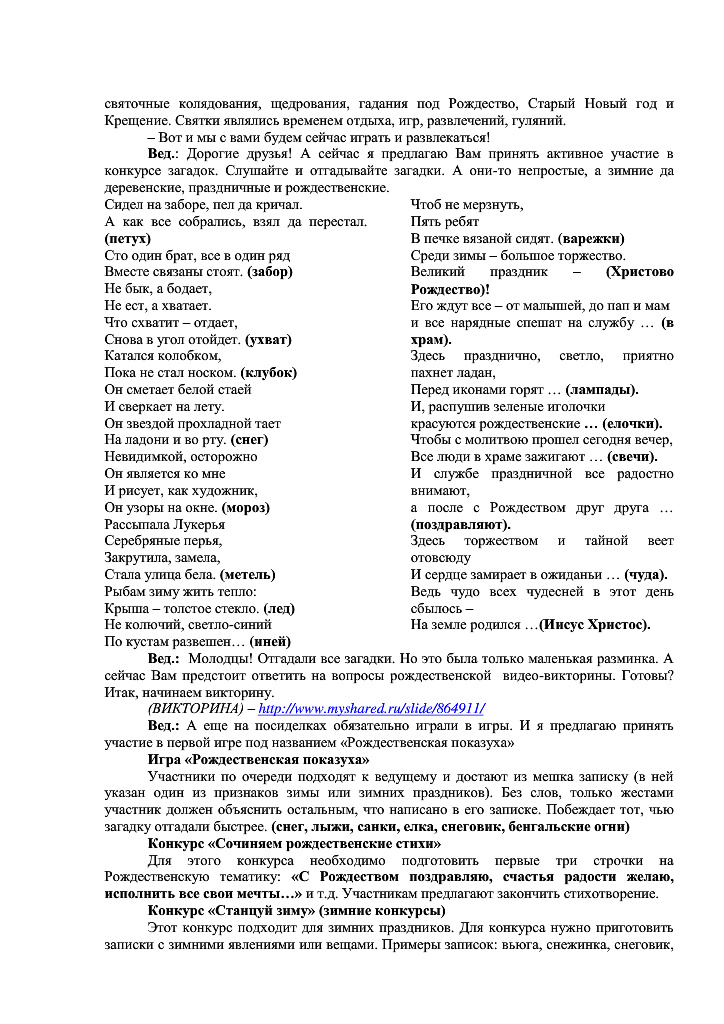 святочные колядования, щедрования, гадания под Рождество, Старый Новый год и
Крещение. Святки являлись временем отдыха, игр, развлечений, гуляний.
– Вот и мы с вами будем сейчас играть и развлекаться!
Вед.: Дорогие друзья! А сейчас я предлагаю Вам принять активное участие в
конкурсе загадок. Слушайте и отгадывайте загадки. А они-то непростые, а зимние да
деревенские, праздничные и рождественские.
Сидел на заборе, пел да кричал.
А как все собрались, взял да перестал.
(петух)
Сто один брат, все в один ряд
Вместе связаны стоят. (забор)
Не бык, а бодает,
Не ест, а хватает.
Что схватит – отдает,
Снова в угол отойдет. (ухват)
Катался колобком,
Пока не стал носком. (клубок)
Он сметает белой стаей
И сверкает на лету.
Он звездой прохладной тает
На ладони и во рту. (снег)
Невидимкой, осторожно
Он является ко мне
И рисует, как художник,
Он узоры на окне. (мороз)
Рассыпала Лукерья
Серебряные перья,
Закрутила, замела,
Стала улица бела. (метель)
Рыбам зиму жить тепло:
Крыша – толстое стекло. (лед)
Не колючий, светло-синий
По кустам развешен… (иней)
Чтоб не мерзнуть,
Пять ребят
В печке вязаной сидят. (варежки)
Среди зимы – большое торжество.
Великий праздник – (Христово
Рождество)!
Его ждут все – от малышей, до пап и мам
и все нарядные спешат на службу … (в
храм).
Здесь празднично, светло, приятно
пахнет ладан,
Перед иконами горят … (лампады).
И, распушив зеленые иголочки
красуются рождественские … (елочки).
Чтобы с молитвою прошел сегодня вечер,
Все люди в храме зажигают … (свечи).
И службе праздничной все радостно
внимают,
а после с Рождеством друг друга …
(поздравляют).
Здесь торжеством и тайной веет
отовсюду
И сердце замирает в ожиданьи … (чуда).
Ведь чудо всех чудесней в этот день
сбылось –
На земле родился …(Иисус Христос).
Вед.: Молодцы! Отгадали все загадки. Но это была только маленькая разминка. А
сейчас Вам предстоит ответить на вопросы рождественской видео-викторины. Готовы?
Итак, начинаем викторину.
(ВИКТОРИНА) – http://www.myshared.ru/slide/864911/
Вед.: А еще на посиделках обязательно играли в игры. И я предлагаю принять
участие в первой игре под названием «Рождественская показуха»
Игра «Рождественская показуха»
Участники по очереди подходят к ведущему и достают из мешка записку (в ней
указан один из признаков зимы или зимних праздников). Без слов, только жестами
участник должен объяснить остальным, что написано в его записке. Побеждает тот, чью
загадку отгадали быстрее. (снег, лыжи, санки, елка, снеговик, бенгальские огни)
Конкурс «Сочиняем рождественские стихи»
Для этого конкурса необходимо подготовить первые три строчки на
Рождественскую тематику: «С Рождеством поздравляю, счастья радости желаю,
исполнить все свои мечты…» и т.д. Участникам предлагают закончить стихотворение.
Конкурс «Станцуй зиму» (зимние конкурсы)
Этот конкурс подходит для зимних праздников. Для конкурса нужно приготовить
записки с зимними явлениями или вещами. Примеры записок: вьюга, снежинка, снеговик,